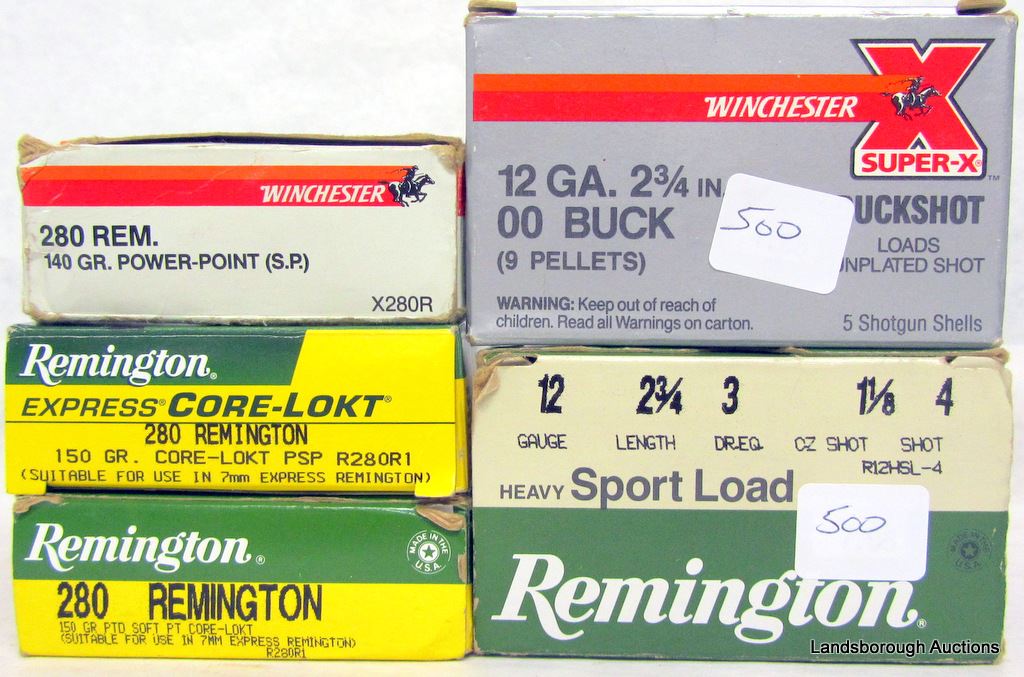 WINCHESTER
280 REM.
140 GR. POWER-POINT (S.P.)
X280R
Remington®
EXPRESS® CORE-LOKT®
280 REMINGTON
150 GR. CORE-LOKT PSP R280R1
(SUITABLE FOR USE IN 7mm EXPRESS REMINGTON)
Remington®
MADE IN THE U.S.A.
280 REMINGTON
150 GR PTD SOFT PT CORE-LOKT
(SUITABLE FOR USE IN 7MM EXPRESS REMINGTON)
R280R1
WINCHESTER
X
SUPER-X®
TM
12 GA. 2¾ IN.
00 BUCK
(9 PELLETS)
500
UCKSHOT
LOADS
NPLATED SHOT
WARNING: Keep out of reach of
children. Read all Warnings on carton.
5 Shotgun Shells
12 2¾ 3 1⅛ 4
GAUGE LENGTH DR.EQ. OZ SHOT SHOT
R12HSL-4
HEAVY Sport Load
500
MADE IN THE U.S.A.
Remington®
Landsborough Auctions